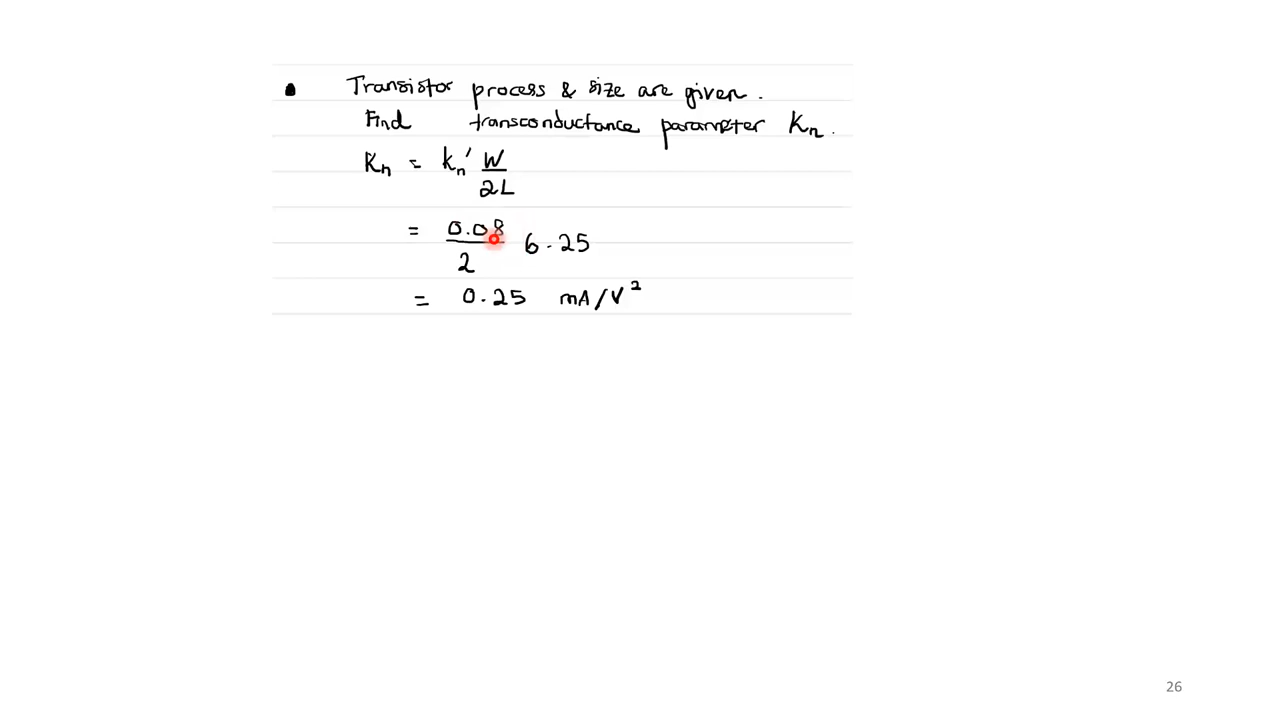 • Transistor process & size are given.
Find transconductance parameter Kn.
Kn = kn' W/2L
= 0.08/2 6.25
= 0.25 mA/V²
26